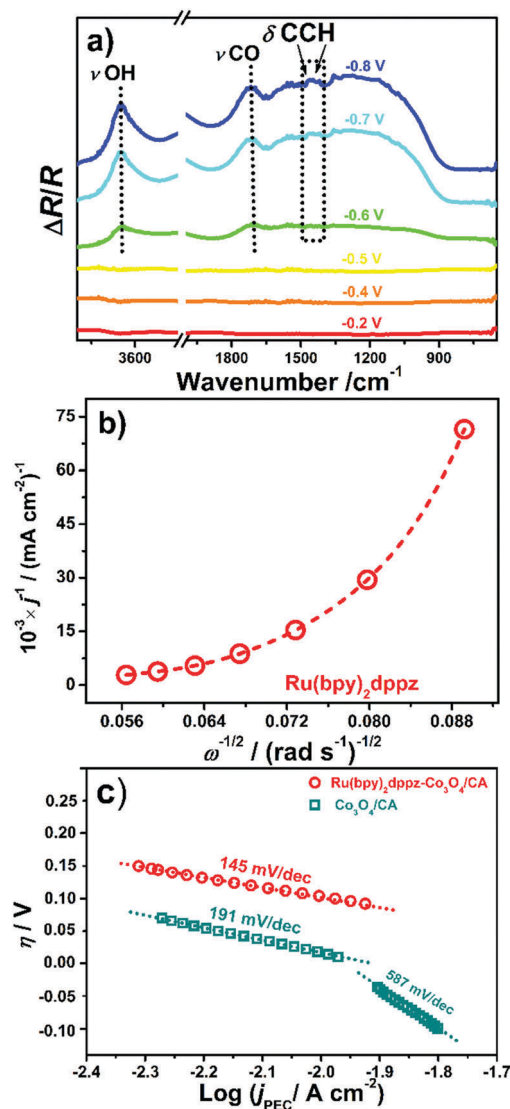 a)
δ CCH
ν OH
ν CO
-0.8 V
-0.7 V
-0.6 V
-0.5 V
-0.4 V
-0.2 V
ΔR/R
3600 1800 1500 1200 900
Wavenumber /cm⁻¹
b)
75
60
45
30
15
0
10⁻³ × j⁻¹ / (mA cm⁻²)⁻¹
Ru(bpy)₂dppz
0.056 0.064 0.072 0.080 0.088
ω⁻¹/² / (rad s⁻¹)⁻¹/²
c)
Ru(bpy)₂dppz-Co₃O₄/CA
Co₃O₄/CA
0.25
0.20
0.15
0.10
0.05
0.00
-0.05
-0.10
η / V
145 mV/dec
191 mV/dec
587 mV/dec
-2.4 -2.3 -2.2 -2.1 -2.0 -1.9 -1.8 -1.7
Log (jPEC/ A cm⁻²)